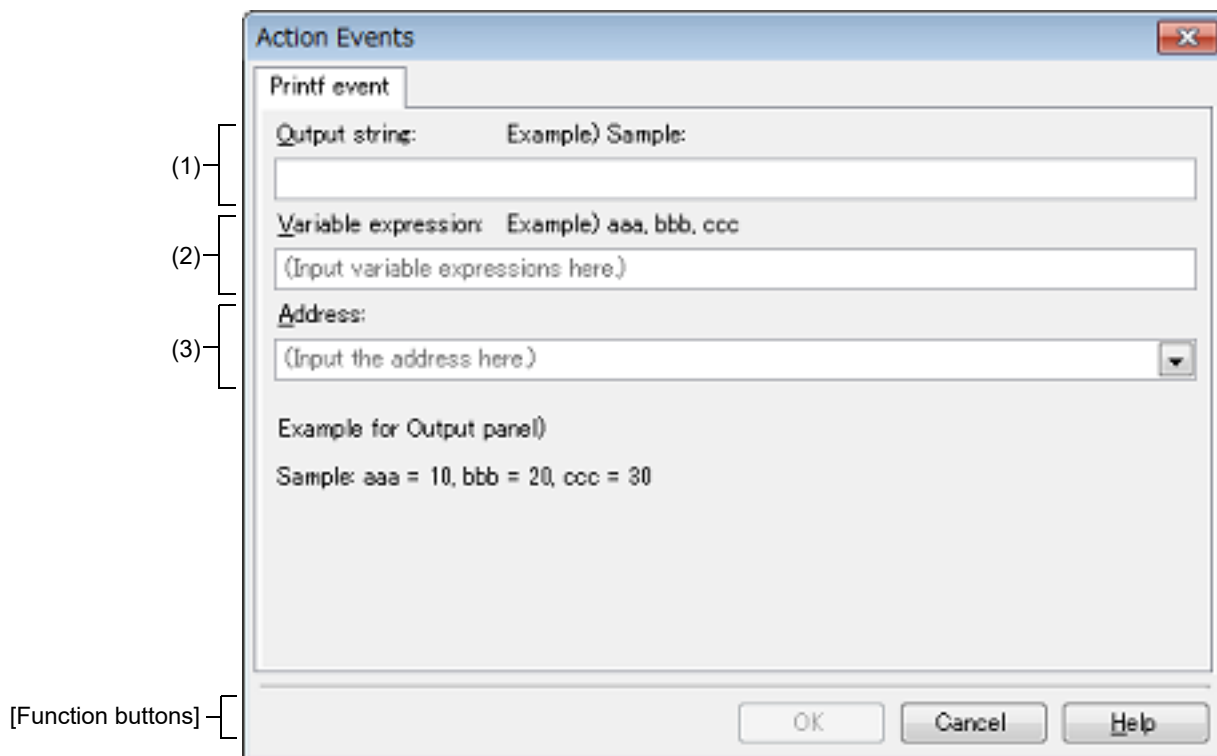 Action Events
Printf event
(1)
Output string: Example) Sample:
(2)
Variable expression: Example) aaa, bbb, ccc
(Input variable expressions here.)
(3)
Address:
(Input the address here.)
Example for Output panel)
Sample: aaa = 10, bbb = 20, ccc = 30
[Function buttons]
OK Cancel Help